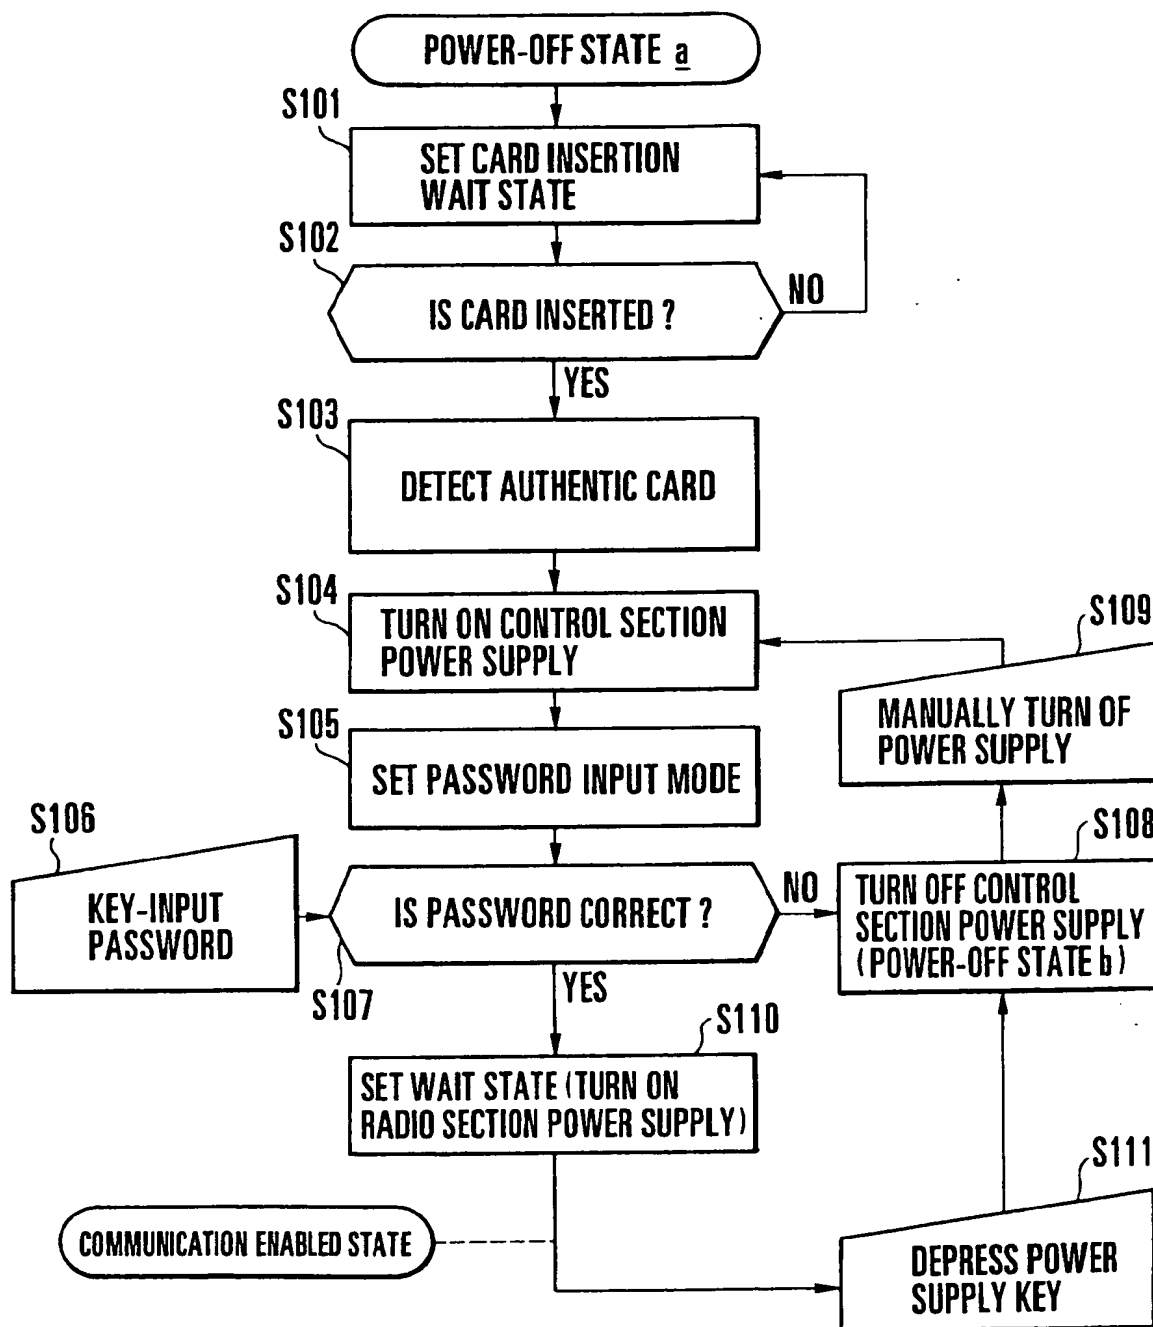 POWER-OFF STATE a
S101
SET CARD INSERTION
WAIT STATE
S102
IS CARD INSERTED ?
NO
YES
S103
DETECT AUTHENTIC CARD
S104
TURN ON CONTROL SECTION
POWER SUPPLY
S109
MANUALLY TURN OF
POWER SUPPLY
S105
SET PASSWORD INPUT MODE
S106
KEY-INPUT
PASSWORD
S107
IS PASSWORD CORRECT ?
NO
YES
S108
TURN OFF CONTROL
SECTION POWER SUPPLY
(POWER-OFF STATE b)
S110
SET WAIT STATE (TURN ON
RADIO SECTION POWER SUPPLY)
COMMUNICATION ENABLED STATE
S111
DEPRESS POWER
SUPPLY KEY